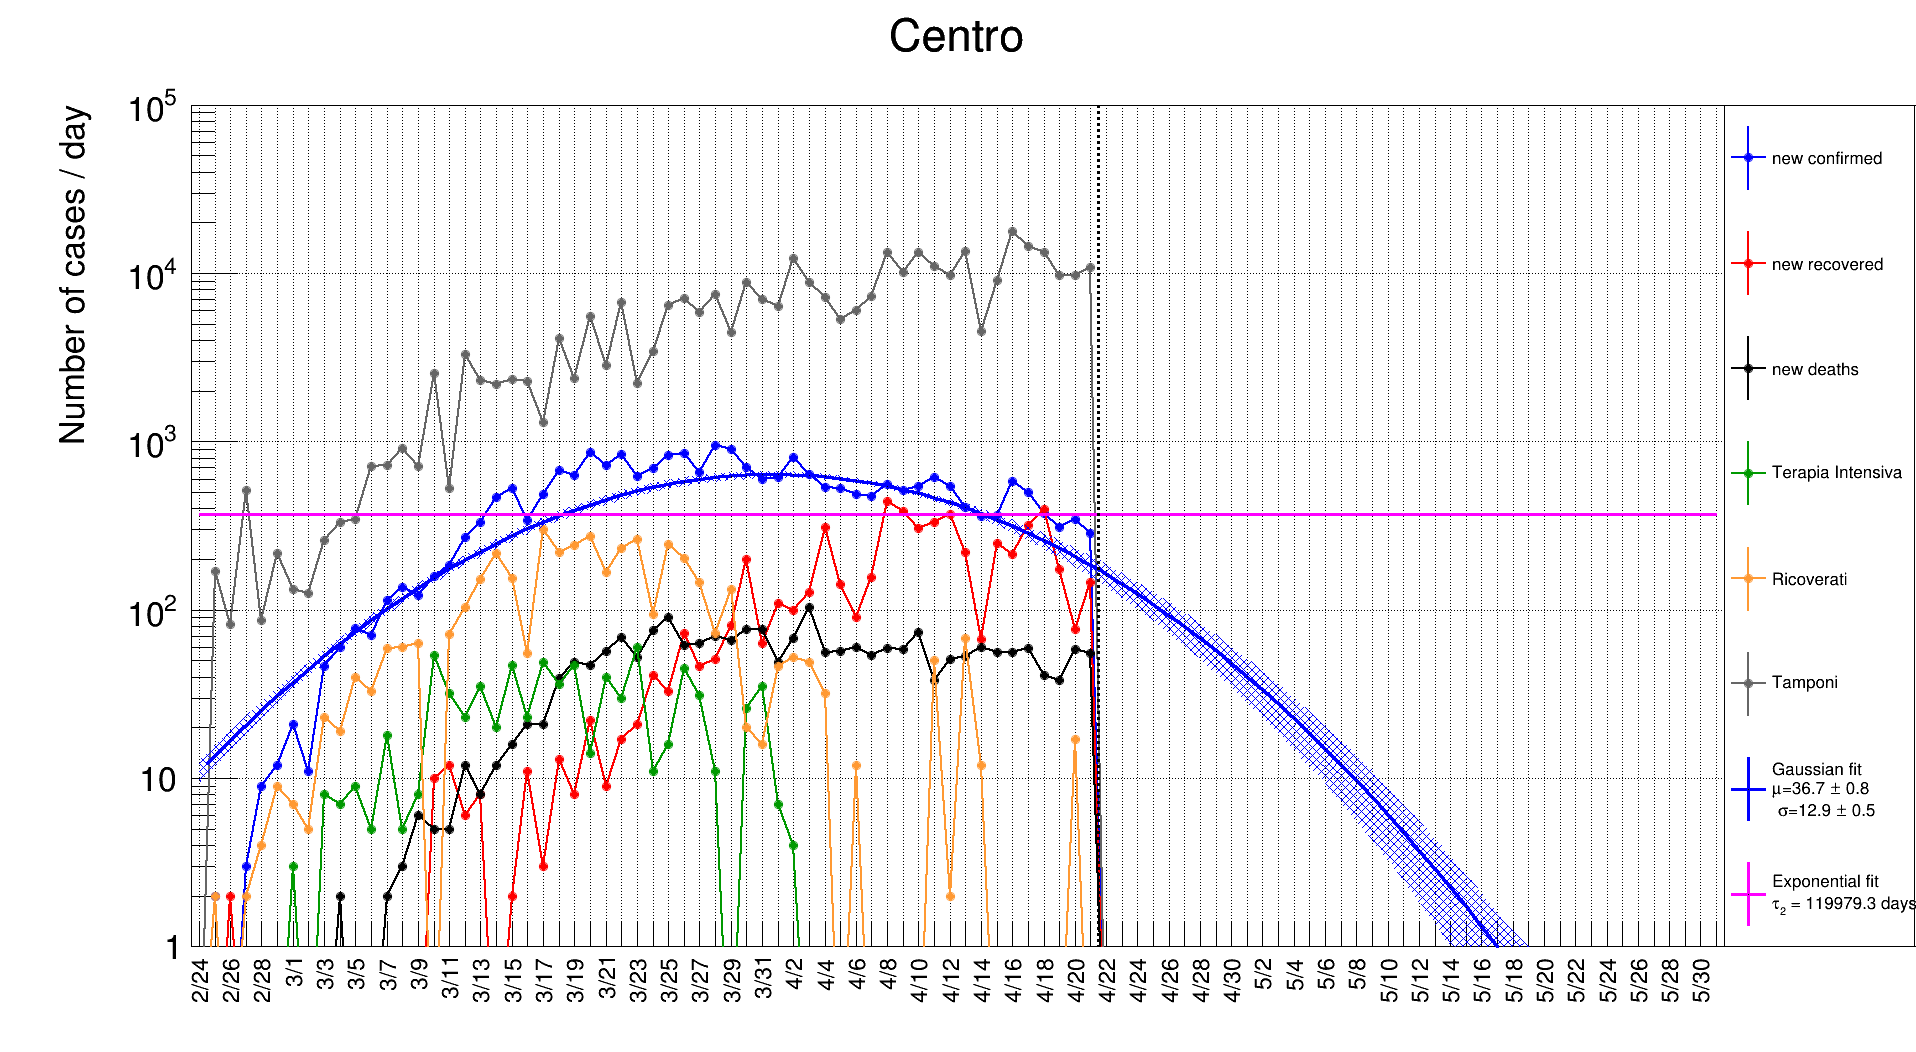 Centro
Number of cases / day
10^5
10^4
10^3
10^2
10
1
2/24 2/26 2/28 3/1 3/3 3/5 3/7 3/9 3/11 3/13 3/15 3/17 3/19 3/21 3/23 3/25 3/27 3/29 3/31 4/2 4/4 4/6 4/8 4/10 4/12 4/14 4/16 4/18 4/20 4/22 4/24 4/26 4/28 4/30 5/2 5/4 5/6 5/8 5/10 5/12 5/14 5/16 5/18 5/20 5/22 5/24 5/26 5/28 5/30
new confirmed
new recovered
new deaths
Terapia Intensiva
Ricoverati
Tamponi
Gaussian fit
μ=36.7 ± 0.8
σ=12.9 ± 0.5
Exponential fit
τ_2 = 119979.3 days